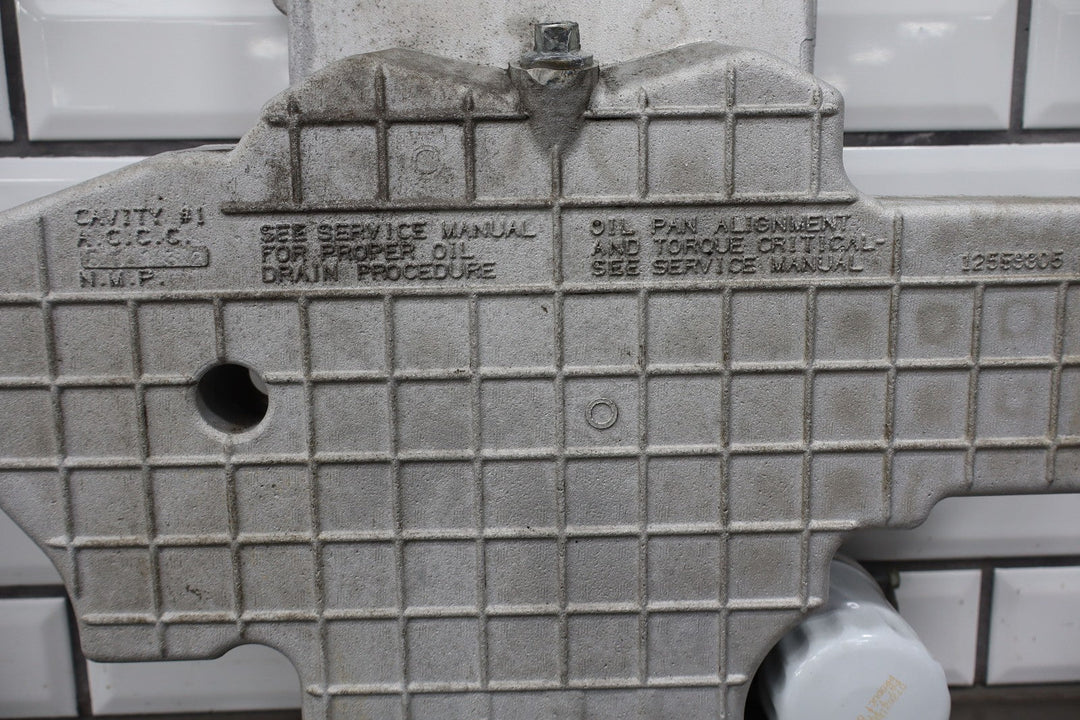 CAVITY #1
A.C.C.C.
N.M.P.
SEE SERVICE MANUAL
FOR PROPER OIL
DRAIN PROCEDURE
OIL PAN ALIGNMENT
AND TORQUE CRITICAL-
SEE SERVICE MANUAL
12559305